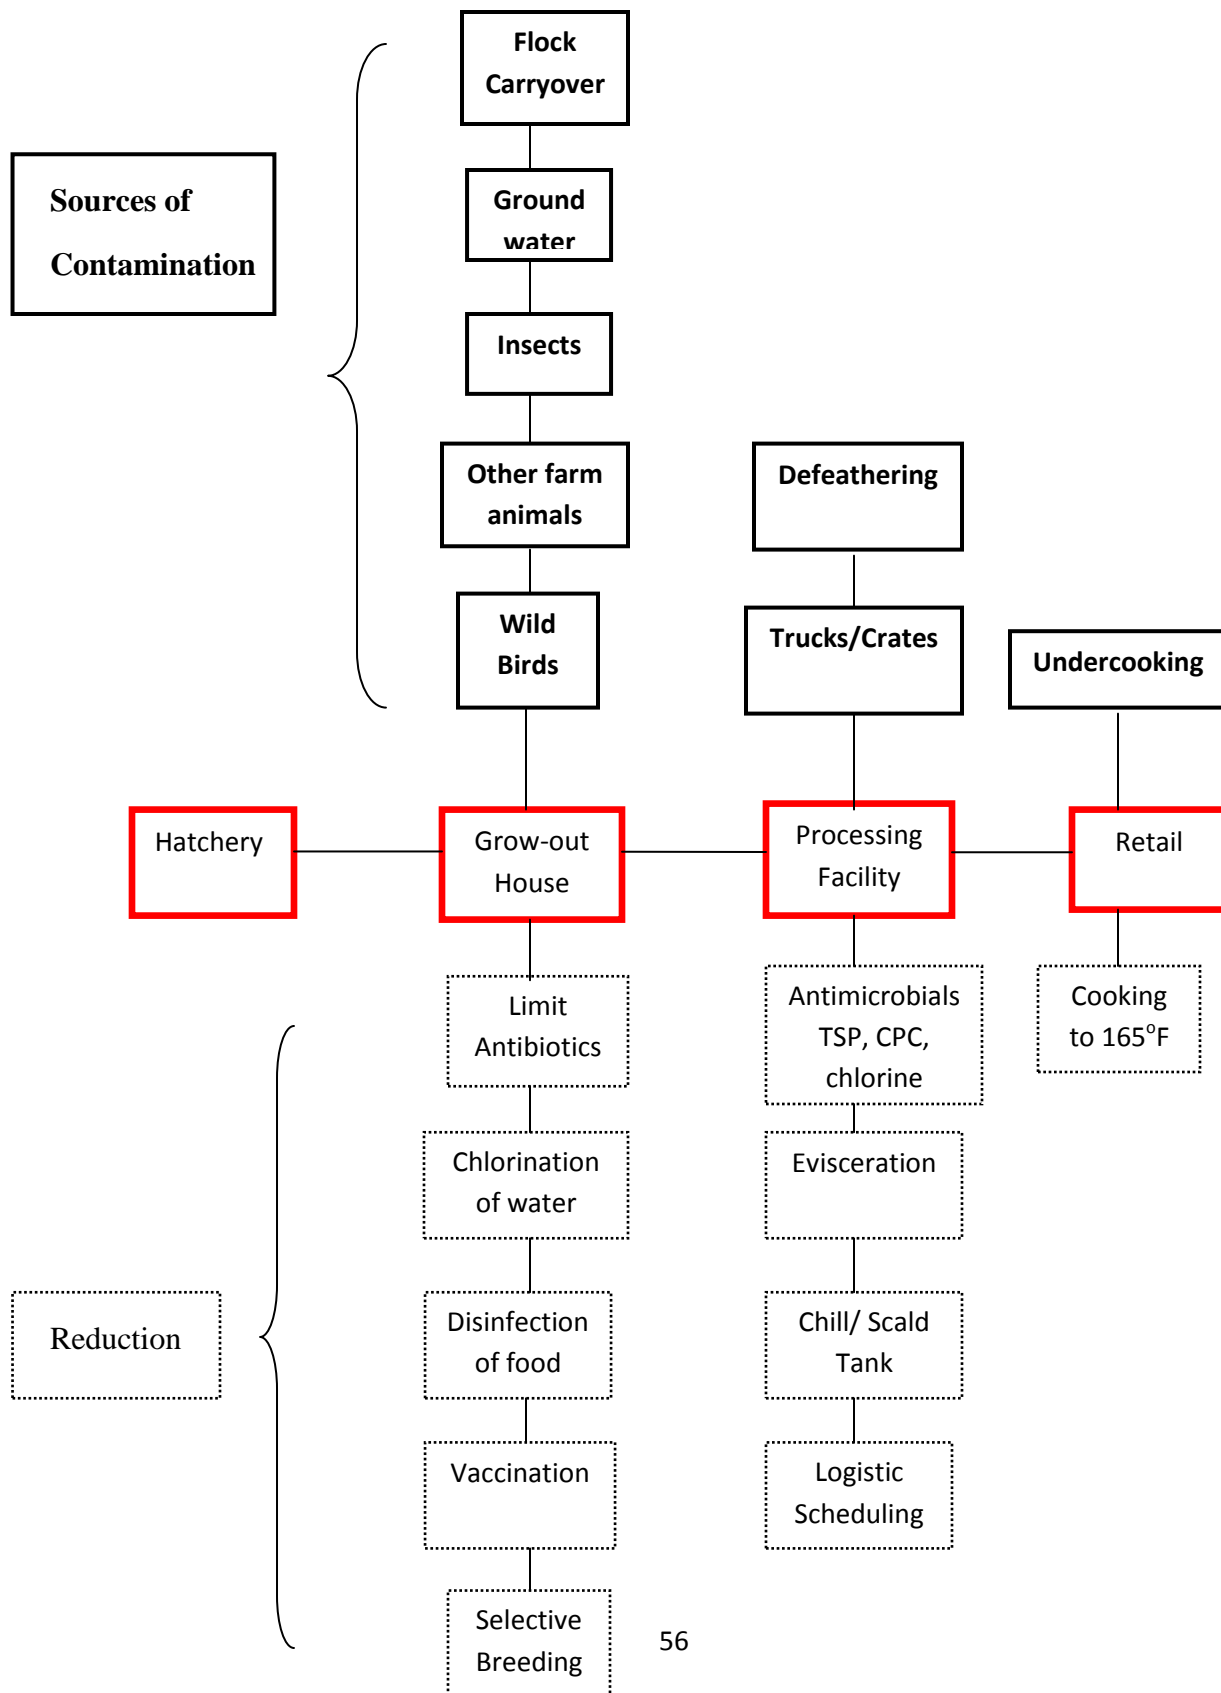 Flock
Carryover
Sources of
Contamination
Ground
water
Insects
Other farm
animals
Defeathering
Wild
Birds
Trucks/Crates
Undercooking
Hatchery
Grow-out
House
Processing
Facility
Retail
Limit
Antibiotics
Antimicrobials
TSP, CPC,
chlorine
Cooking
to 165°F
Chlorination
of water
Evisceration
Reduction
Disinfection
of food
Chill/ Scald
Tank
Vaccination
Logistic
Scheduling
Selective
Breeding
56